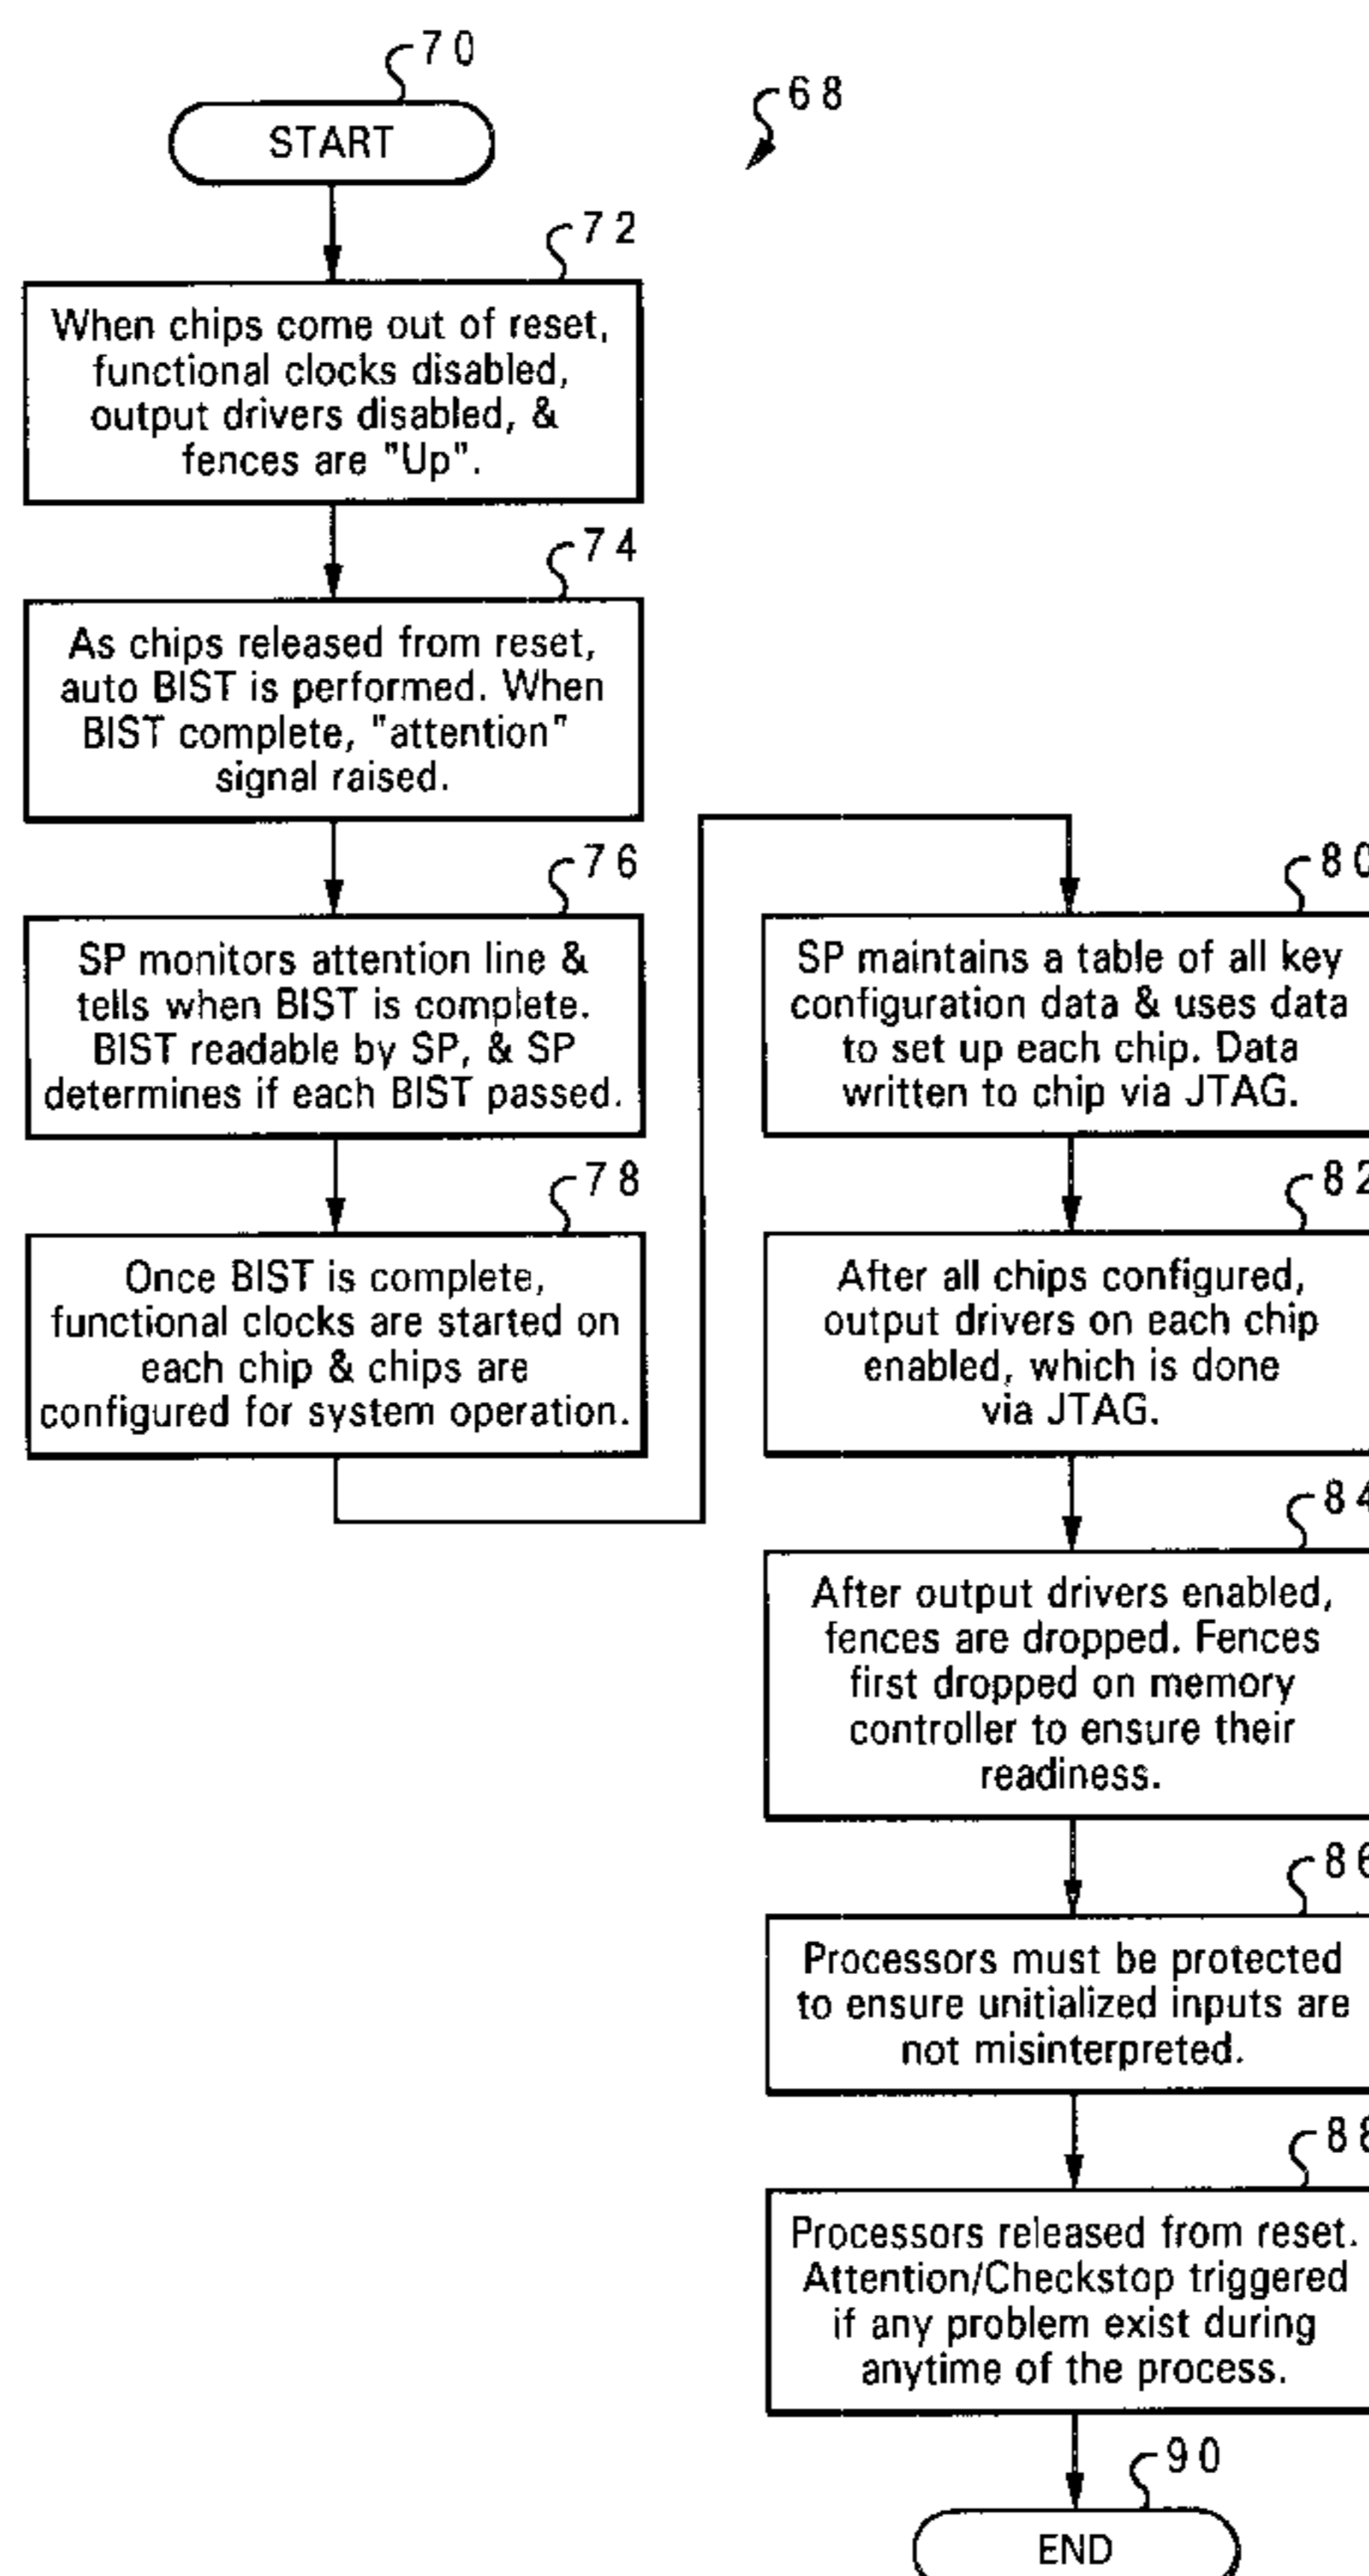 70
START
68
72
When chips come out of reset,
functional clocks disabled,
output drivers disabled, &
fences are "Up".
74
As chips released from reset,
auto BIST is performed. When
BIST complete, "attention"
signal raised.
76
SP monitors attention line &
tells when BIST is complete.
BIST readable by SP, & SP
determines if each BIST passed.
78
Once BIST is complete,
functional clocks are started on
each chip & chips are
configured for system operation.
80
SP maintains a table of all key
configuration data & uses data
to set up each chip. Data
written to chip via JTAG.
82
After all chips configured,
output drivers on each chip
enabled, which is done
via JTAG.
84
After output drivers enabled,
fences are dropped. Fences
first dropped on memory
controller to ensure their
readiness.
86
Processors must be protected
to ensure unitialized inputs are
not misinterpreted.
88
Processors released from reset.
Attention/Checkstop triggered
if any problem exist during
anytime of the process.
90
END